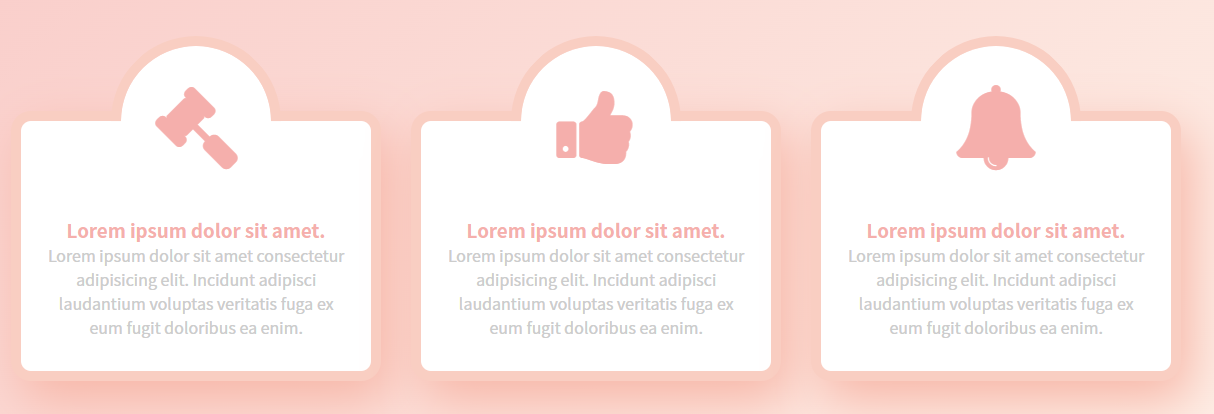 Lorem ipsum dolor sit amet.
Lorem ipsum dolor sit amet consectetur
adipisicing elit. Incidunt adipisci
laudantium voluptas veritatis fuga ex
eum fugit doloribus ea enim.
Lorem ipsum dolor sit amet.
Lorem ipsum dolor sit amet consectetur
adipisicing elit. Incidunt adipisci
laudantium voluptas veritatis fuga ex
eum fugit doloribus ea enim.
Lorem ipsum dolor sit amet.
Lorem ipsum dolor sit amet consectetur
adipisicing elit. Incidunt adipisci
laudantium voluptas veritatis fuga ex
eum fugit doloribus ea enim.